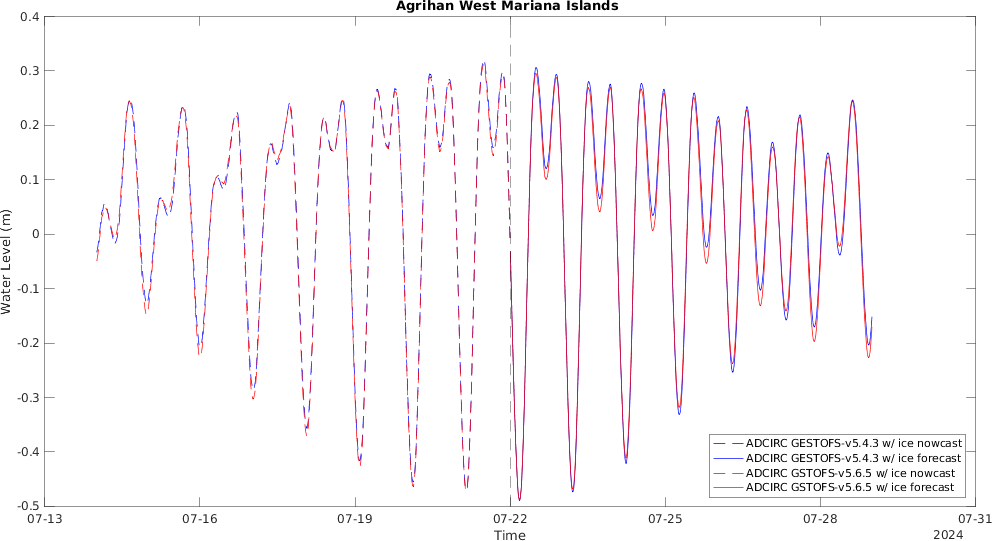 Agrihan West Mariana Islands
0.4
0.3
0.2
0.1
0
-0.1
-0.2
-0.3
-0.4
-0.5
Water Level (m)
ADCIRC GESTOFS-v5.4.3 w/ ice nowcast
ADCIRC GESTOFS-v5.4.3 w/ ice forecast
ADCIRC GSTOFS-v5.6.5 w/ ice nowcast
ADCIRC GSTOFS-v5.6.5 w/ ice forecast
07-13 07-16 07-19 07-22 07-25 07-28 07-31
Time
2024